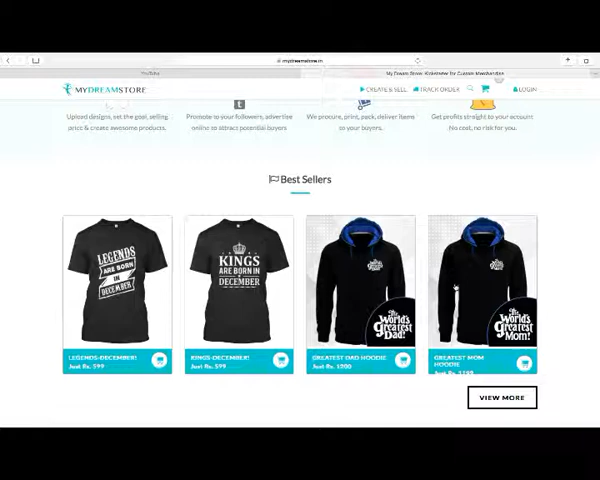 mydreamstore.in
YouTube
My Dream Store: Kickstarter for Custom Merchandise
MYDREAMSTORE
CREATE & SELL
TRACK ORDER
LOGIN
Upload designs, set the goal, selling
price & create awesome products.
Promote to your followers, advertise
online to attract potential buyers
We procure, print, pack, deliver items
to your buyers.
Get profits straight to your account
No cost, no risk for you.
Best Sellers
LEGENDS
ARE BORN
IN
DECEMBER
KINGS
ARE BORN IN
DECEMBER
The
World's
Greatest
Dad!
The
World's
Greatest
Mom!
LEGENDS-DECEMBER!
Just Rs. 599
KINGS-DECEMBER!
Just Rs. 599
GREATEST DAD HOODIE
Just Rs. 1200
GREATEST MOM
HOODIE
VIEW MORE